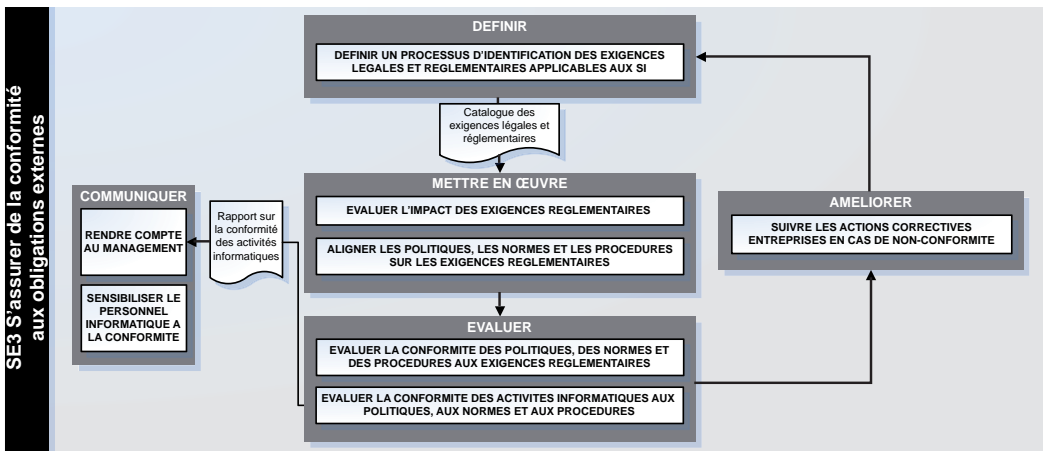 SE3 S'assurer de la conformité
aux obligations externes
DEFINIR
DEFINIR UN PROCESSUS D'IDENTIFICATION DES EXIGENCES
LEGALES ET REGLEMENTAIRES APPLICABLES AUX SI
Catalogue des
exigences légales et
réglementaires
METTRE EN ŒUVRE
EVALUER L'IMPACT DES EXIGENCES REGLEMENTAIRES
ALIGNER LES POLITIQUES, LES NORMES ET LES PROCEDURES
SUR LES EXIGENCES REGLEMENTAIRES
COMMUNIQUER
RENDRE COMPTE
AU MANAGEMENT
SENSIBILISER LE
PERSONNEL
INFORMATIQUE A
LA CONFORMITE
Rapport sur
la conformité
des activités
informatiques
AMELIORER
SUIVRE LES ACTIONS CORRECTIVES
ENTREPRISES EN CAS DE NON-CONFORMITE
EVALUER
EVALUER LA CONFORMITE DES POLITIQUES, DES NORMES ET
DES PROCEDURES AUX EXIGENCES REGLEMENTAIRES
EVALUER LA CONFORMITE DES ACTIVITES INFORMATIQUES AUX
POLITIQUES, AUX NORMES ET AUX PROCEDURES